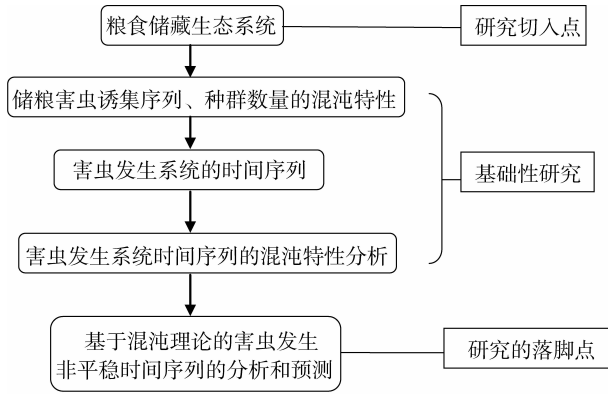 粮食储藏生态系统
研究切入点
储粮害虫诱集序列、种群数量的混沌特性
害虫发生系统的时间序列
基础性研究
害虫发生系统时间序列的混沌特性分析
基于混沌理论的害虫发生
非平稳时间序列的分析和预测
研究的落脚点